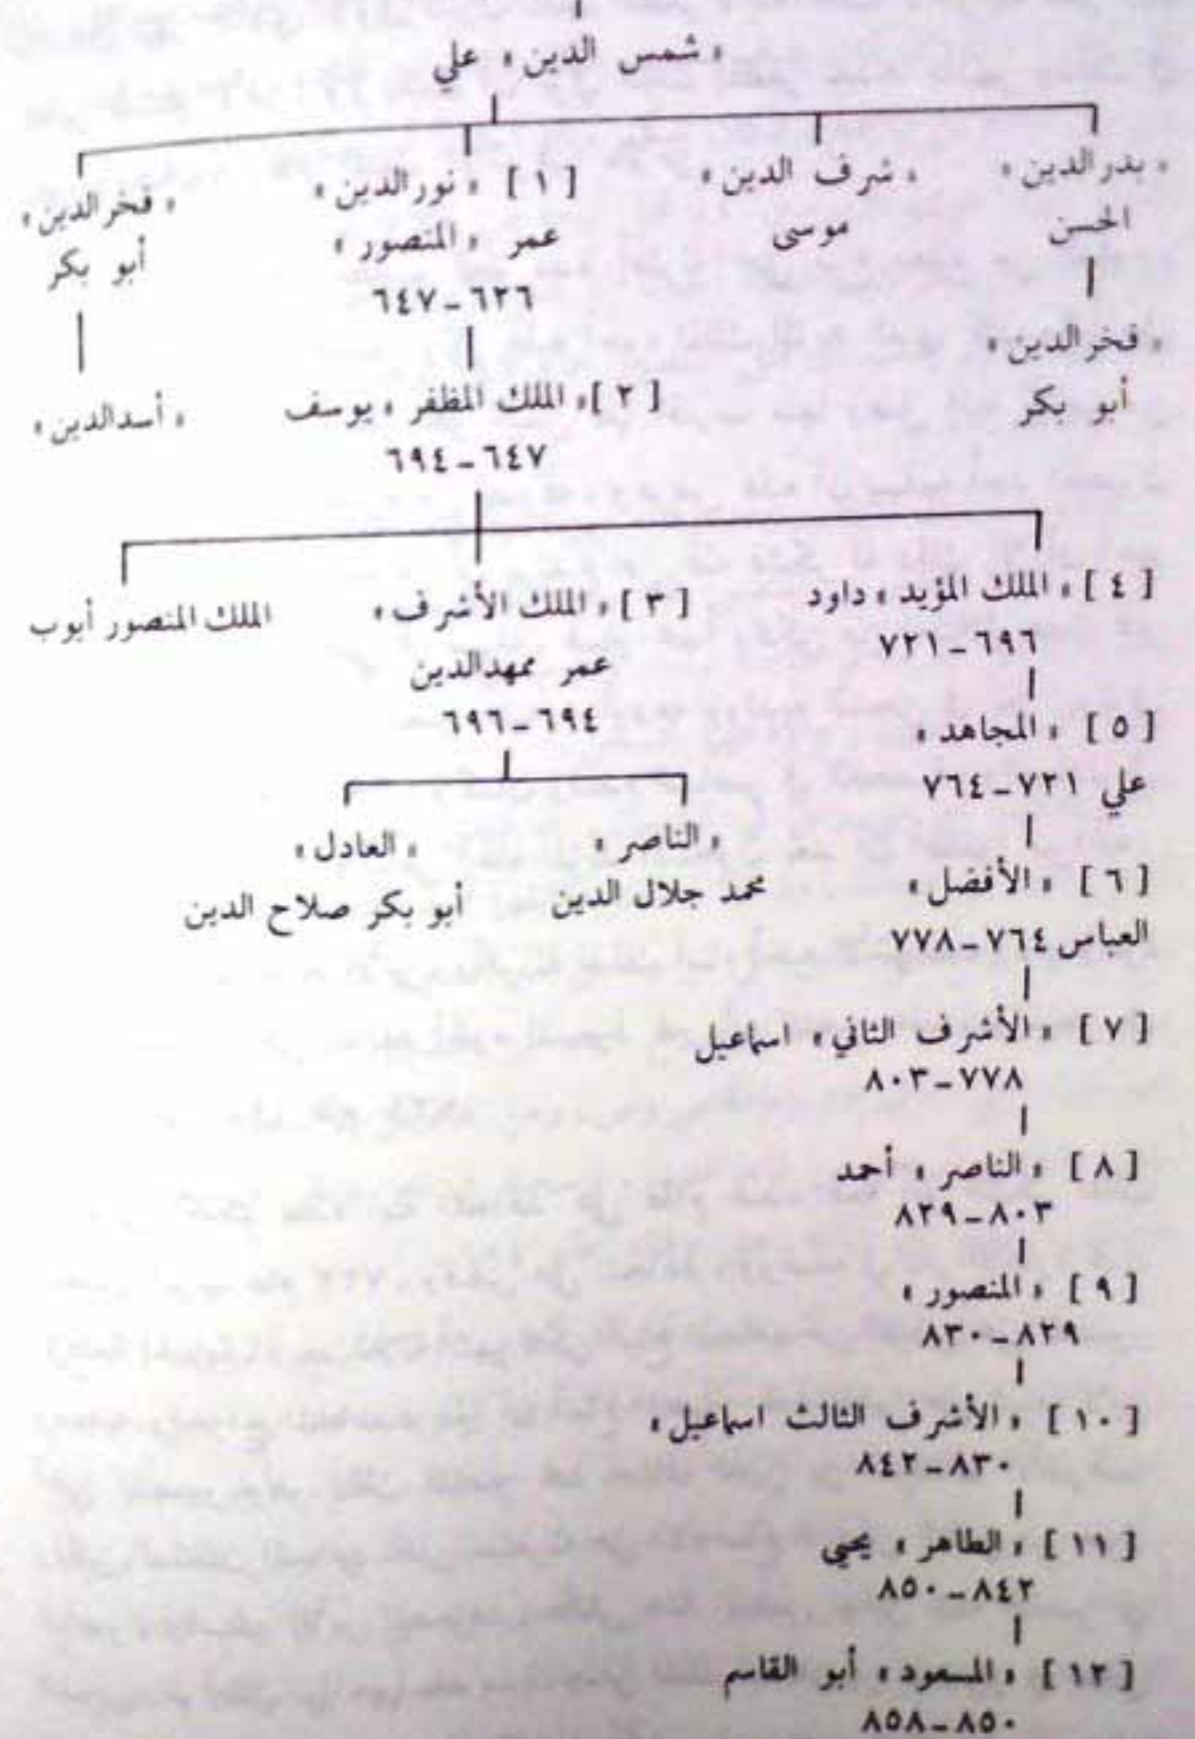 « شمس الدين » علي
« بدر الدين » « شرف الدين » [ ١ ] « نور الدين » « فخر الدين »
الحسن موسى عمر « المنصور » أبو بكر
٦٢٦-٦٤٧
« فخر الدين » [ ٢ ] « الملك المظفر » يوسف « أسد الدين »
أبو بكر ٦٤٧-٦٩٤
[ ٤ ] « الملك المؤيد » داود [ ٣ ] « الملك الأشرف » الملك المنصور أيوب
٦٩٦-٧٢١ عمر ممهد الدين
٦٩٤-٦٩٦
[ ٥ ] « المجاهد »
علي ٧٢١-٧٦٤
« الناصر » « العادل »
[ ٦ ] « الأفضل » محمد جلال الدين أبو بكر صلاح الدين
العباس ٧٦٤-٧٧٨
[ ٧ ] « الأشرف الثاني » اسماعيل
٧٧٨-٨٠٣
[ ٨ ] « الناصر » أحمد
٨٠٣-٨٢٩
[ ٩ ] « المنصور »
٨٢٩-٨٣٠
[ ١٠ ] « الأشرف الثالث اسماعيل »
٨٣٠-٨٤٢
[ ١١ ] « الطاهر » يحيى
٨٤٢-٨٥٠
[ ١٢ ] « المسعود » أبو القاسم
٨٥٠-٨٥٨